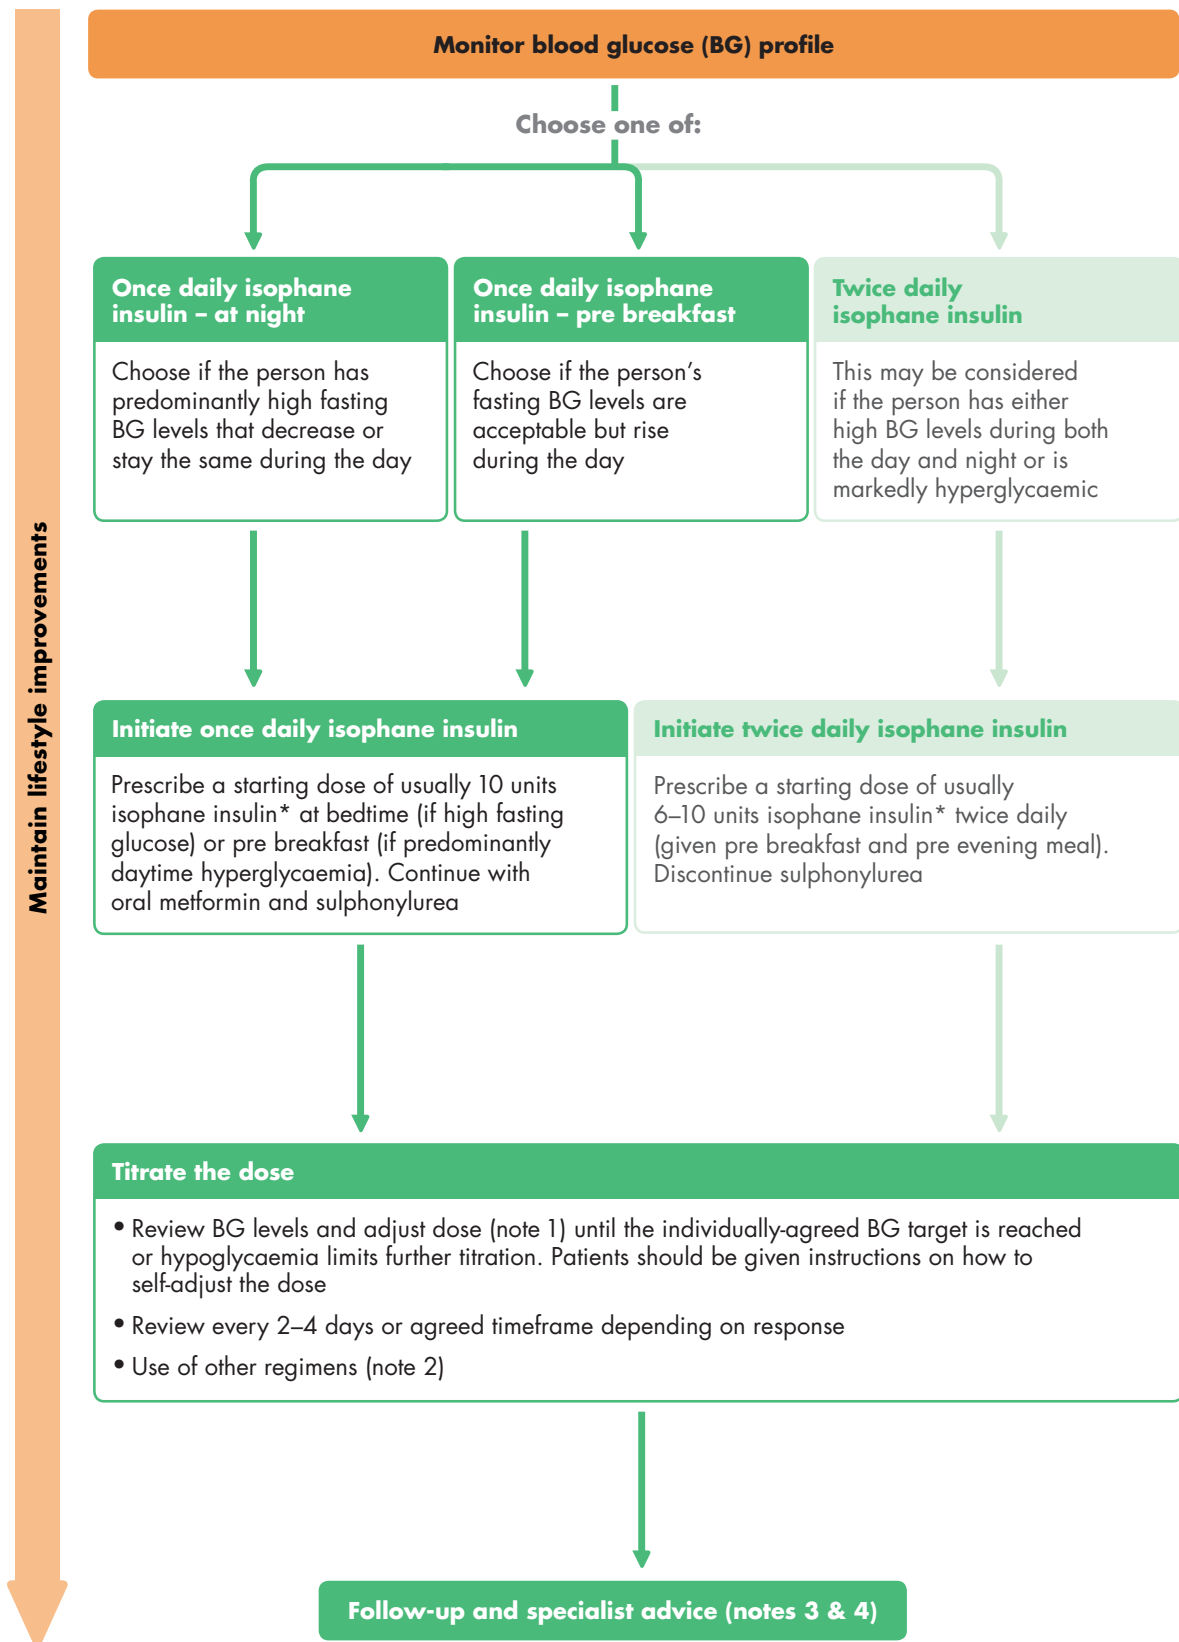 Monitor blood glucose (BG) profile
Choose one of:
Once daily isophane
insulin – at night
Choose if the person has
predominantly high fasting
BG levels that decrease or
stay the same during the day
Once daily isophane
insulin – pre breakfast
Choose if the person's
fasting BG levels are
acceptable but rise
during the day
Twice daily
isophane insulin
This may be considered
if the person has either
high BG levels during both
the day and night or is
markedly hyperglycaemic
Maintain lifestyle improvements
Initiate once daily isophane insulin
Prescribe a starting dose of usually 10 units
isophane insulin* at bedtime (if high fasting
glucose) or pre breakfast (if predominantly
daytime hyperglycaemia). Continue with
oral metformin and sulphonylurea
Initiate twice daily isophane insulin
Prescribe a starting dose of usually
6–10 units isophane insulin* twice daily
(given pre breakfast and pre evening meal).
Discontinue sulphonylurea
Titrate the dose
• Review BG levels and adjust dose (note 1) until the individually-agreed BG target is reached
or hypoglycaemia limits further titration. Patients should be given instructions on how to
self-adjust the dose
• Review every 2–4 days or agreed timeframe depending on response
• Use of other regimens (note 2)
Follow-up and specialist advice (notes 3 & 4)